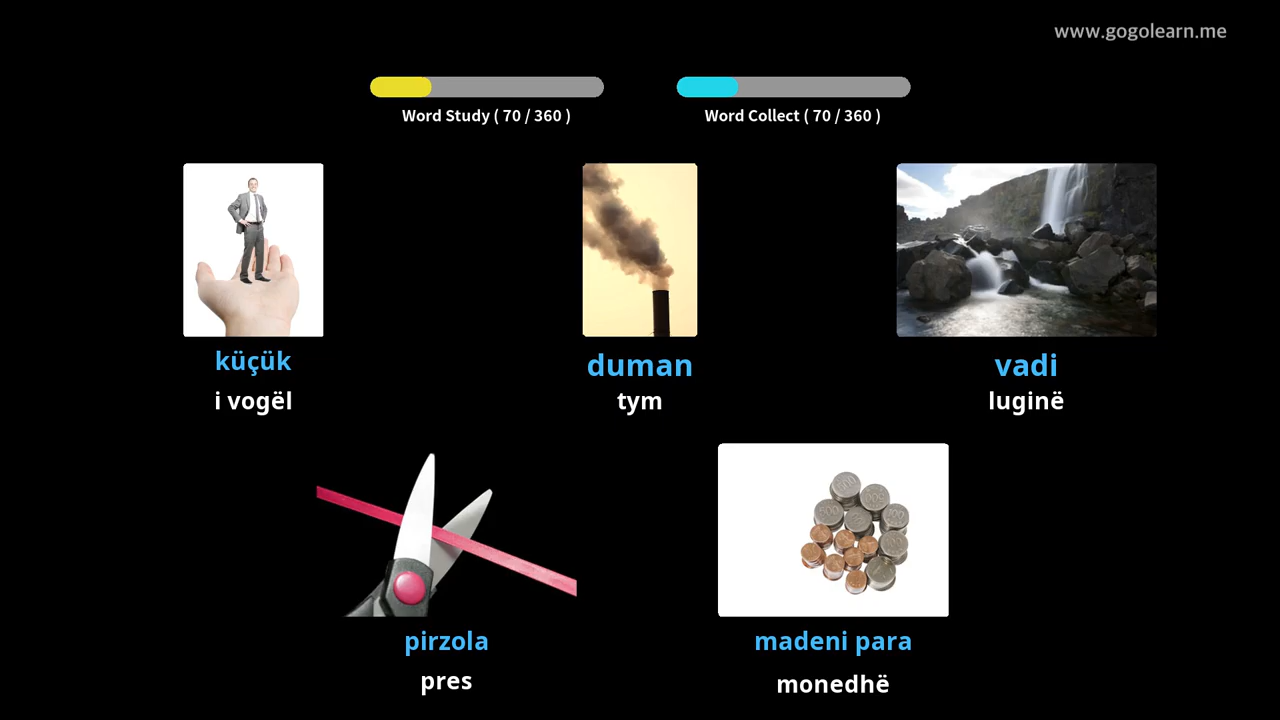 www.gogolearn.me
Word Study ( 70 / 360 )
Word Collect ( 70 / 360 )
küçük
i vogël
duman
tym
vadi
luginë
pirzola
pres
madeni para
monedhë